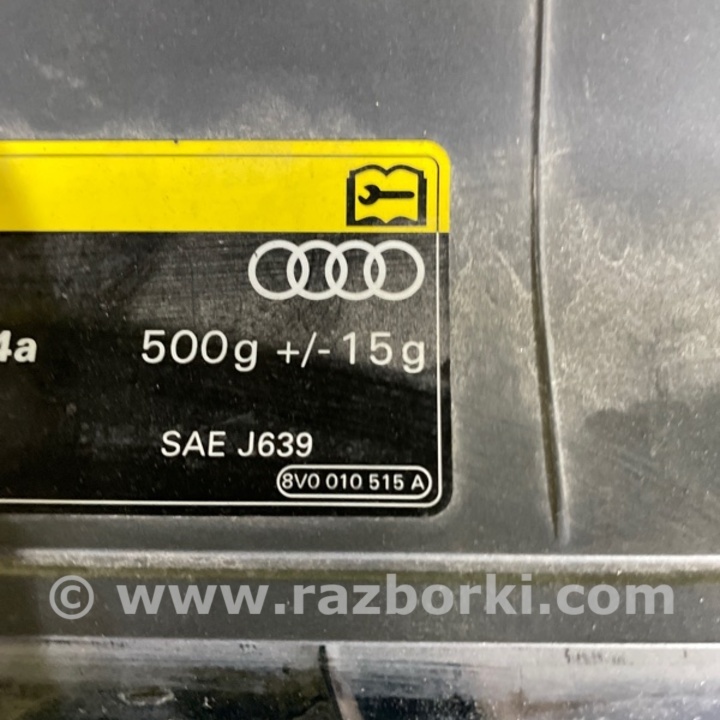 4a 500g +/- 15g
SAE J639
8V0 010 515 A
© www.razborki.com